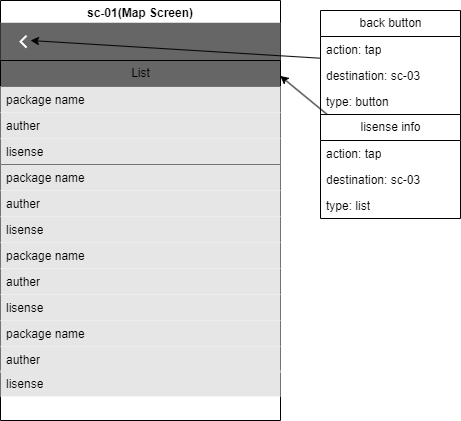 sc-01(Map Screen)
List
package name
auther
lisense
package name
auther
lisense
package name
auther
lisense
package name
auther
lisense
back button
action: tap
destination: sc-03
type: button
lisense info
action: tap
destination: sc-03
type: list